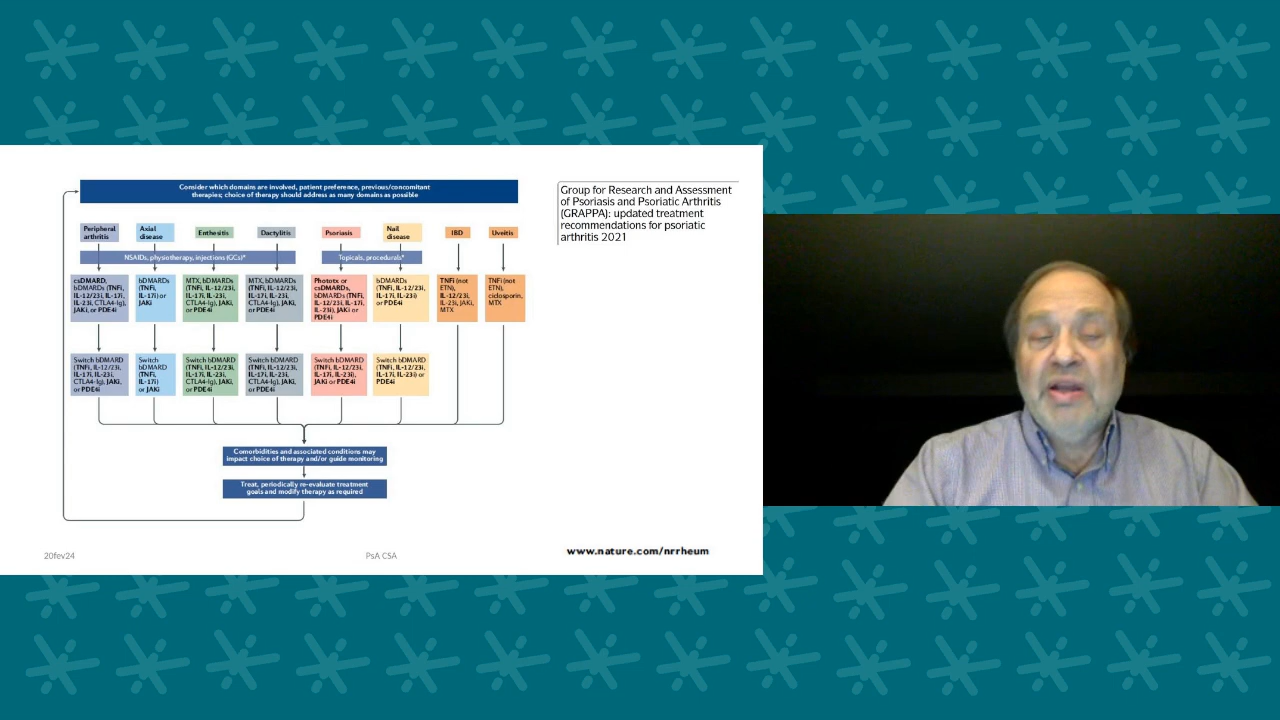 Consider which domains are involved, patient preference, previous/concomitant
therapies; choice of therapy should address as many domains as possible
Peripheral
arthritis
Axial
disease
Enthesitis
Dactylitis
Psoriasis
Nail
disease
IBD
Uveitis
NSAIDs, physiotherapy, injections (GCs)*
Topicals, procedurals*
csDMARD,
bDMARDs (TNFi,
IL-12/23i, IL-17i,
IL-23i, CTLA4-Ig),
JAKi, or PDE4i
bDMARDs
(TNFi,
IL-17i) or
JAKi
MTX, bDMARDs
(TNFi, IL-12/23i,
IL-17i, IL-23i,
CTLA4-Ig), JAKi,
or PDE4i
MTX, bDMARDs
(TNFi, IL-12/23i,
IL-17i, IL-23i,
CTLA4-Ig), JAKi,
or PDE4i
Phototx or
csDMARDs,
bDMARDs (TNFi,
IL-12/23i, IL-17i,
IL-23i), JAKi or
PDE4i
bDMARDs
(TNFi, IL-12/23i,
IL-17i, IL-23i)
or PDE4i
TNFi (not
ETN),
IL-12/23i,
IL-23i, JAKi,
MTX
TNFi (not
ETN),
ciclosporin,
MTX
Switch bDMARD
(TNFi, IL-12/23i,
IL-17i, IL-23i,
CTLA4-Ig), JAKi,
or PDE4i
Switch
bDMARD
(TNFi,
IL-17i)
or JAKi
Switch bDMARD
(TNFi, IL-12/23i,
IL-17i, IL-23i,
CTLA4-Ig), JAKi,
or PDE4i
Switch bDMARD
(TNFi, IL-12/23i,
IL-17i, IL-23i,
CTLA4-Ig), JAKi,
or PDE4i
Switch bDMARD
(TNFi, IL-12/23i,
IL-17i, IL-23i),
JAKi or PDE4i
Switch bDMARD
(TNFi, IL-12/23i,
IL-17i, IL-23i) or
PDE4i
Comorbidities and associated conditions may
impact choice of therapy and/or guide monitoring
Treat, periodically re-evaluate treatment
goals and modify therapy as required
Group for Research and Assessment
of Psoriasis and Psoriatic Arthritis
(GRAPPA): updated treatment
recommendations for psoriatic
arthritis 2021
20fev24
PsA CSA
www.nature.com/nrrheum